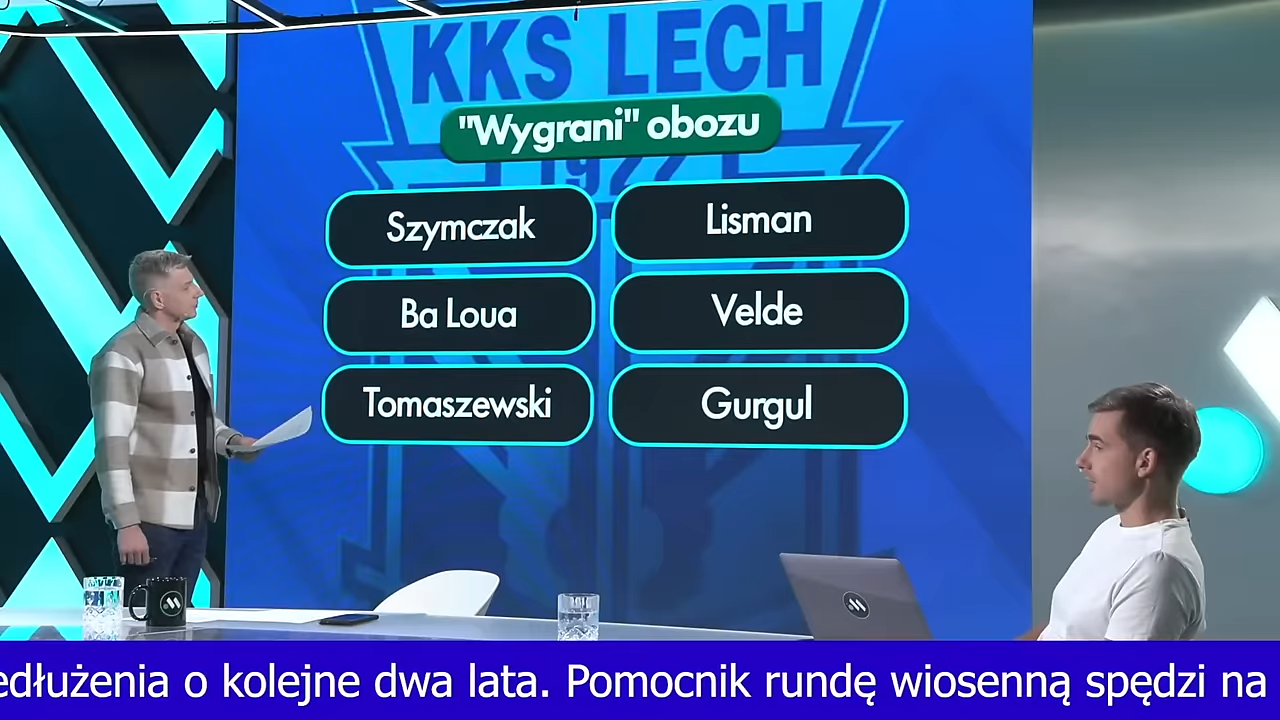 KKS LECH
"Wygrani" obozu
1922
Szymczak
Lisman
Ba Loua
Velde
Tomaszewski
Gurgul
edłużenia o kolejne dwa lata. Pomocnik rundę wiosenną spędzi na